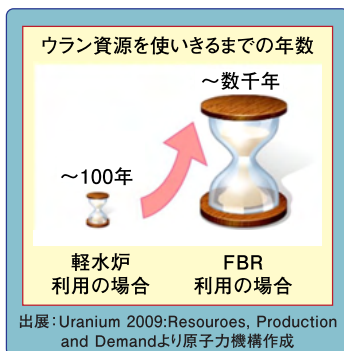 ウラン資源を使いきるまでの年数
～数千年
～100年
軽水炉
利用の場合
FBR
利用の場合
出展：Uranium 2009:Resouroes, Production
and Demandより原子力機構作成